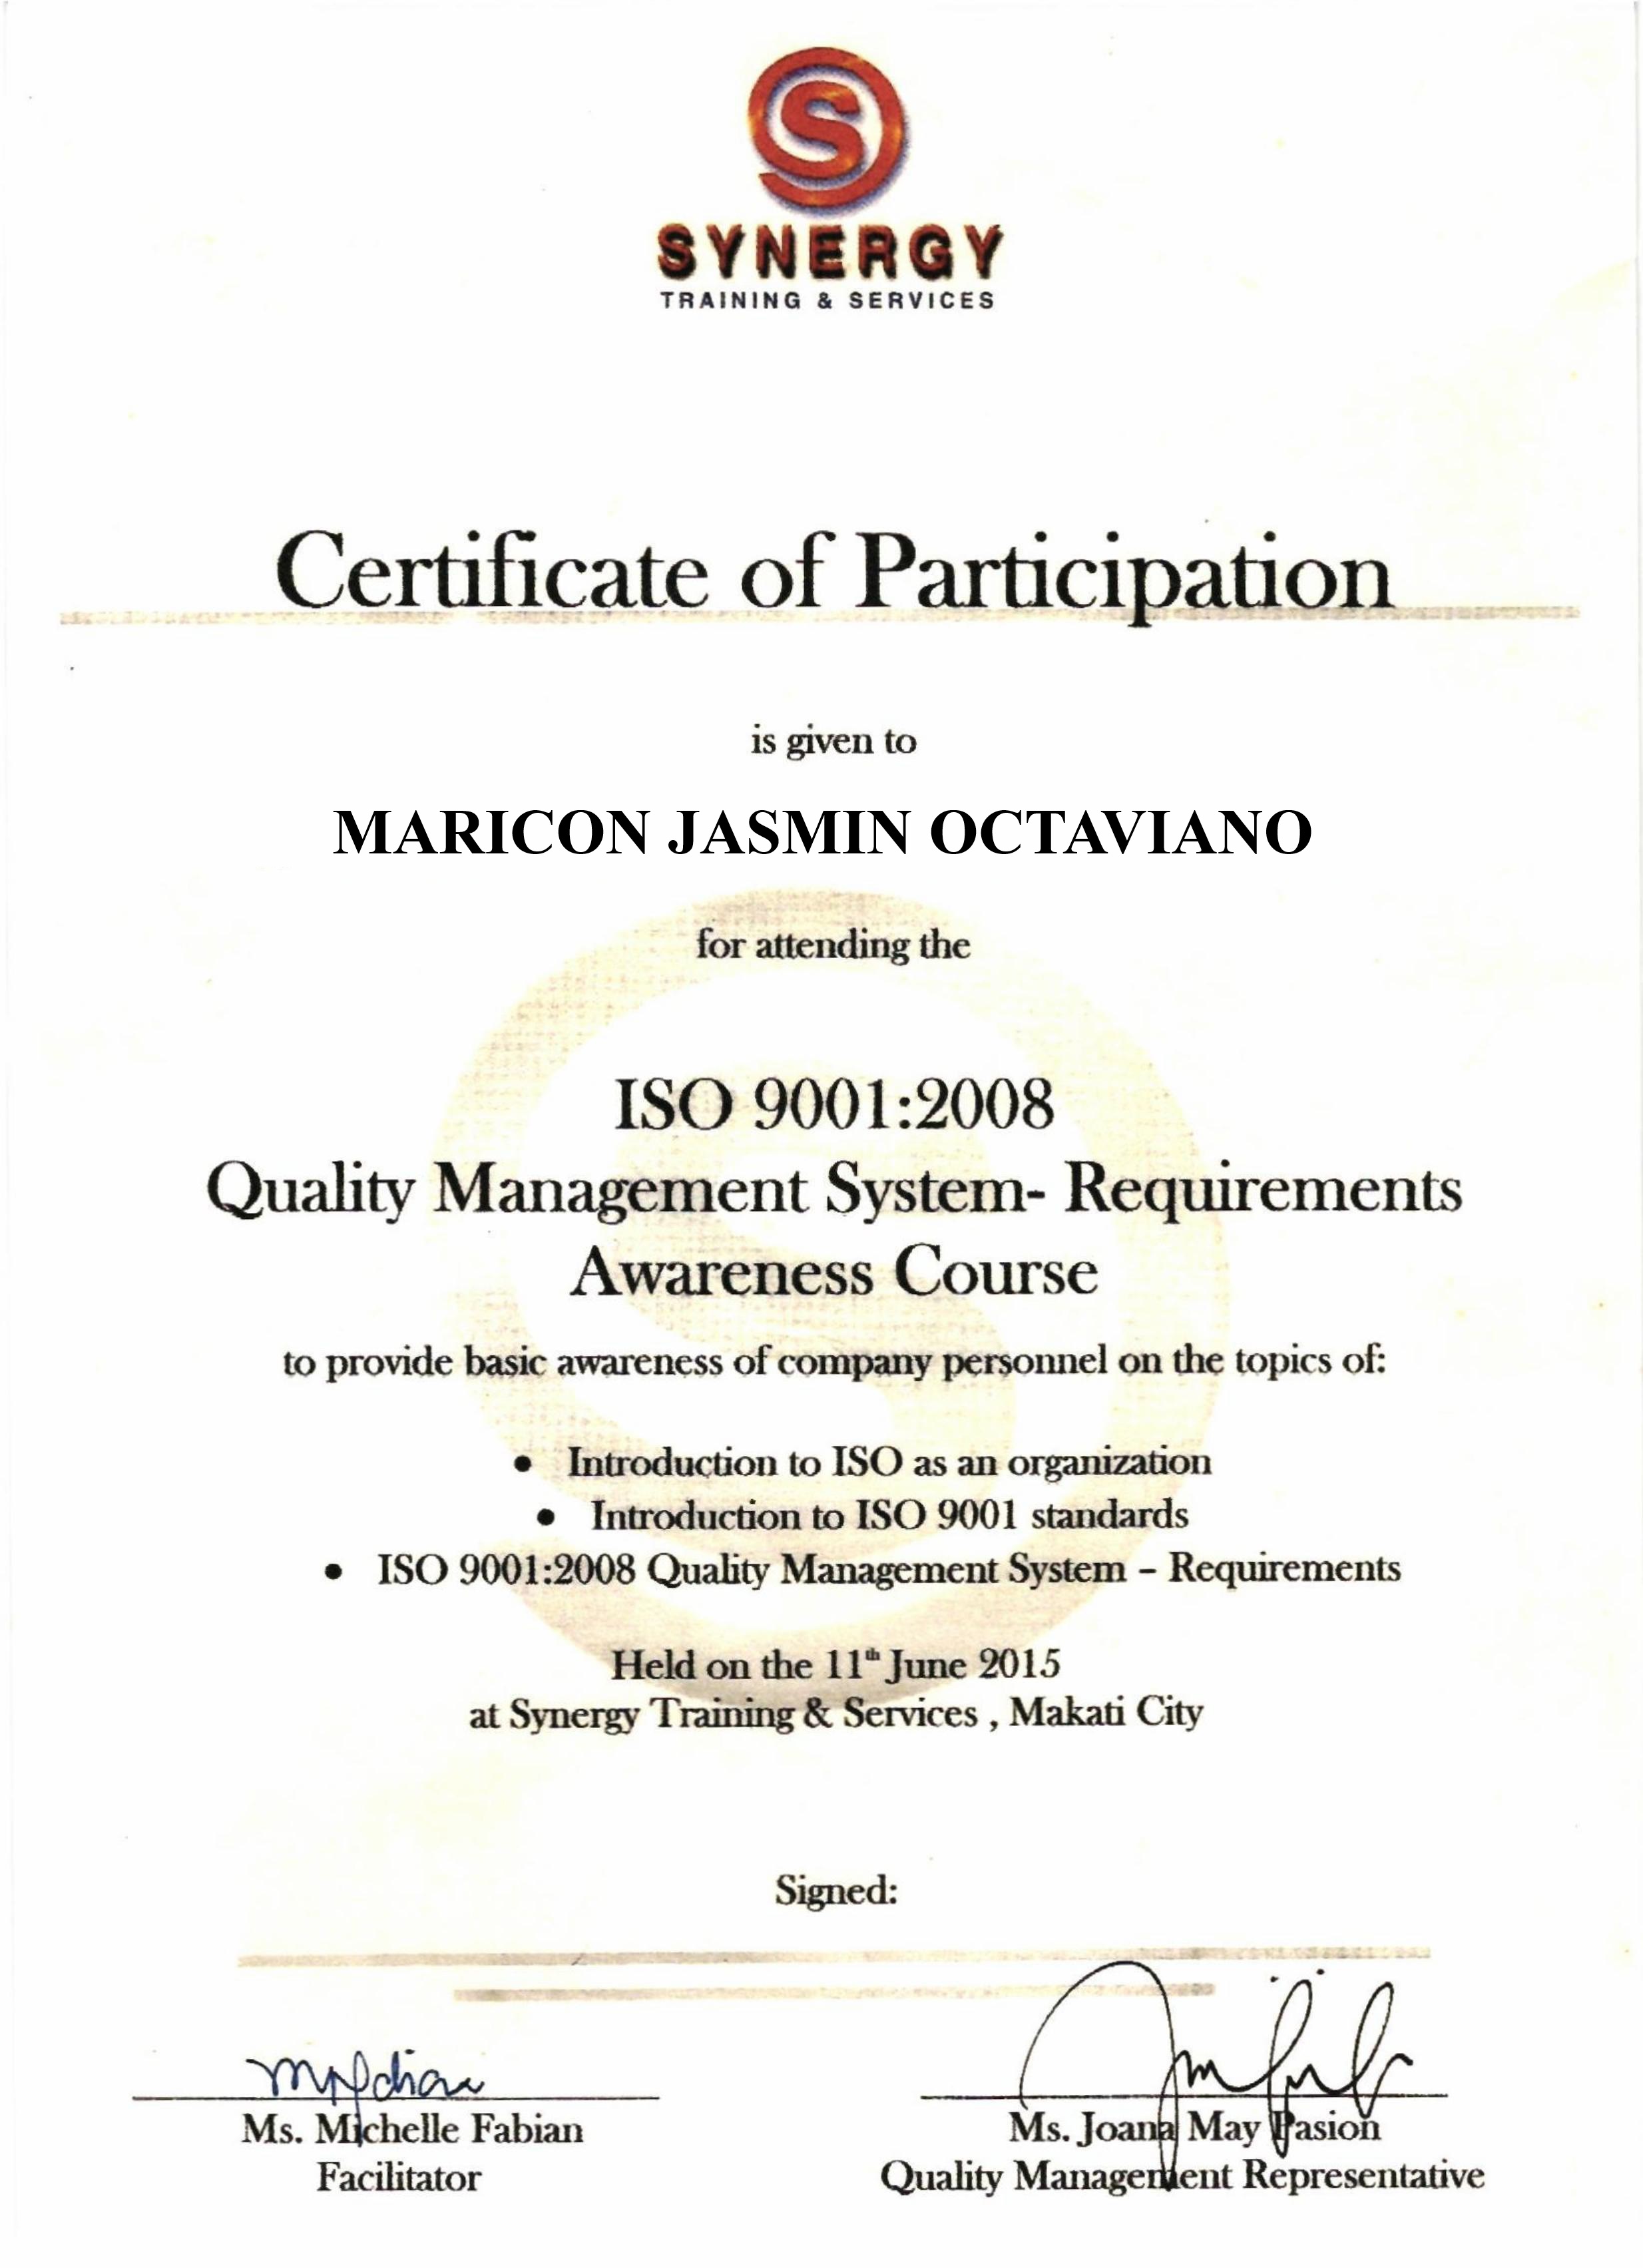 S
SYNERGY
TRAINING & SERVICES
Certificate of Participation
is given to
MARICON JASMIN OCTAVIANO
for attending the
ISO 9001:2008
Quality Management System- Requirements
Awareness Course
to provide basic awareness of company personnel on the topics of:
• Introduction to ISO as an organization
• Introduction to ISO 9001 standards
• ISO 9001:2008 Quality Management System – Requirements
Held on the 11th June 2015
at Synergy Training & Services , Makati City
Signed:
Ms. Michelle Fabian
Facilitator
Ms. Joana May Pasion
Quality Management Representative